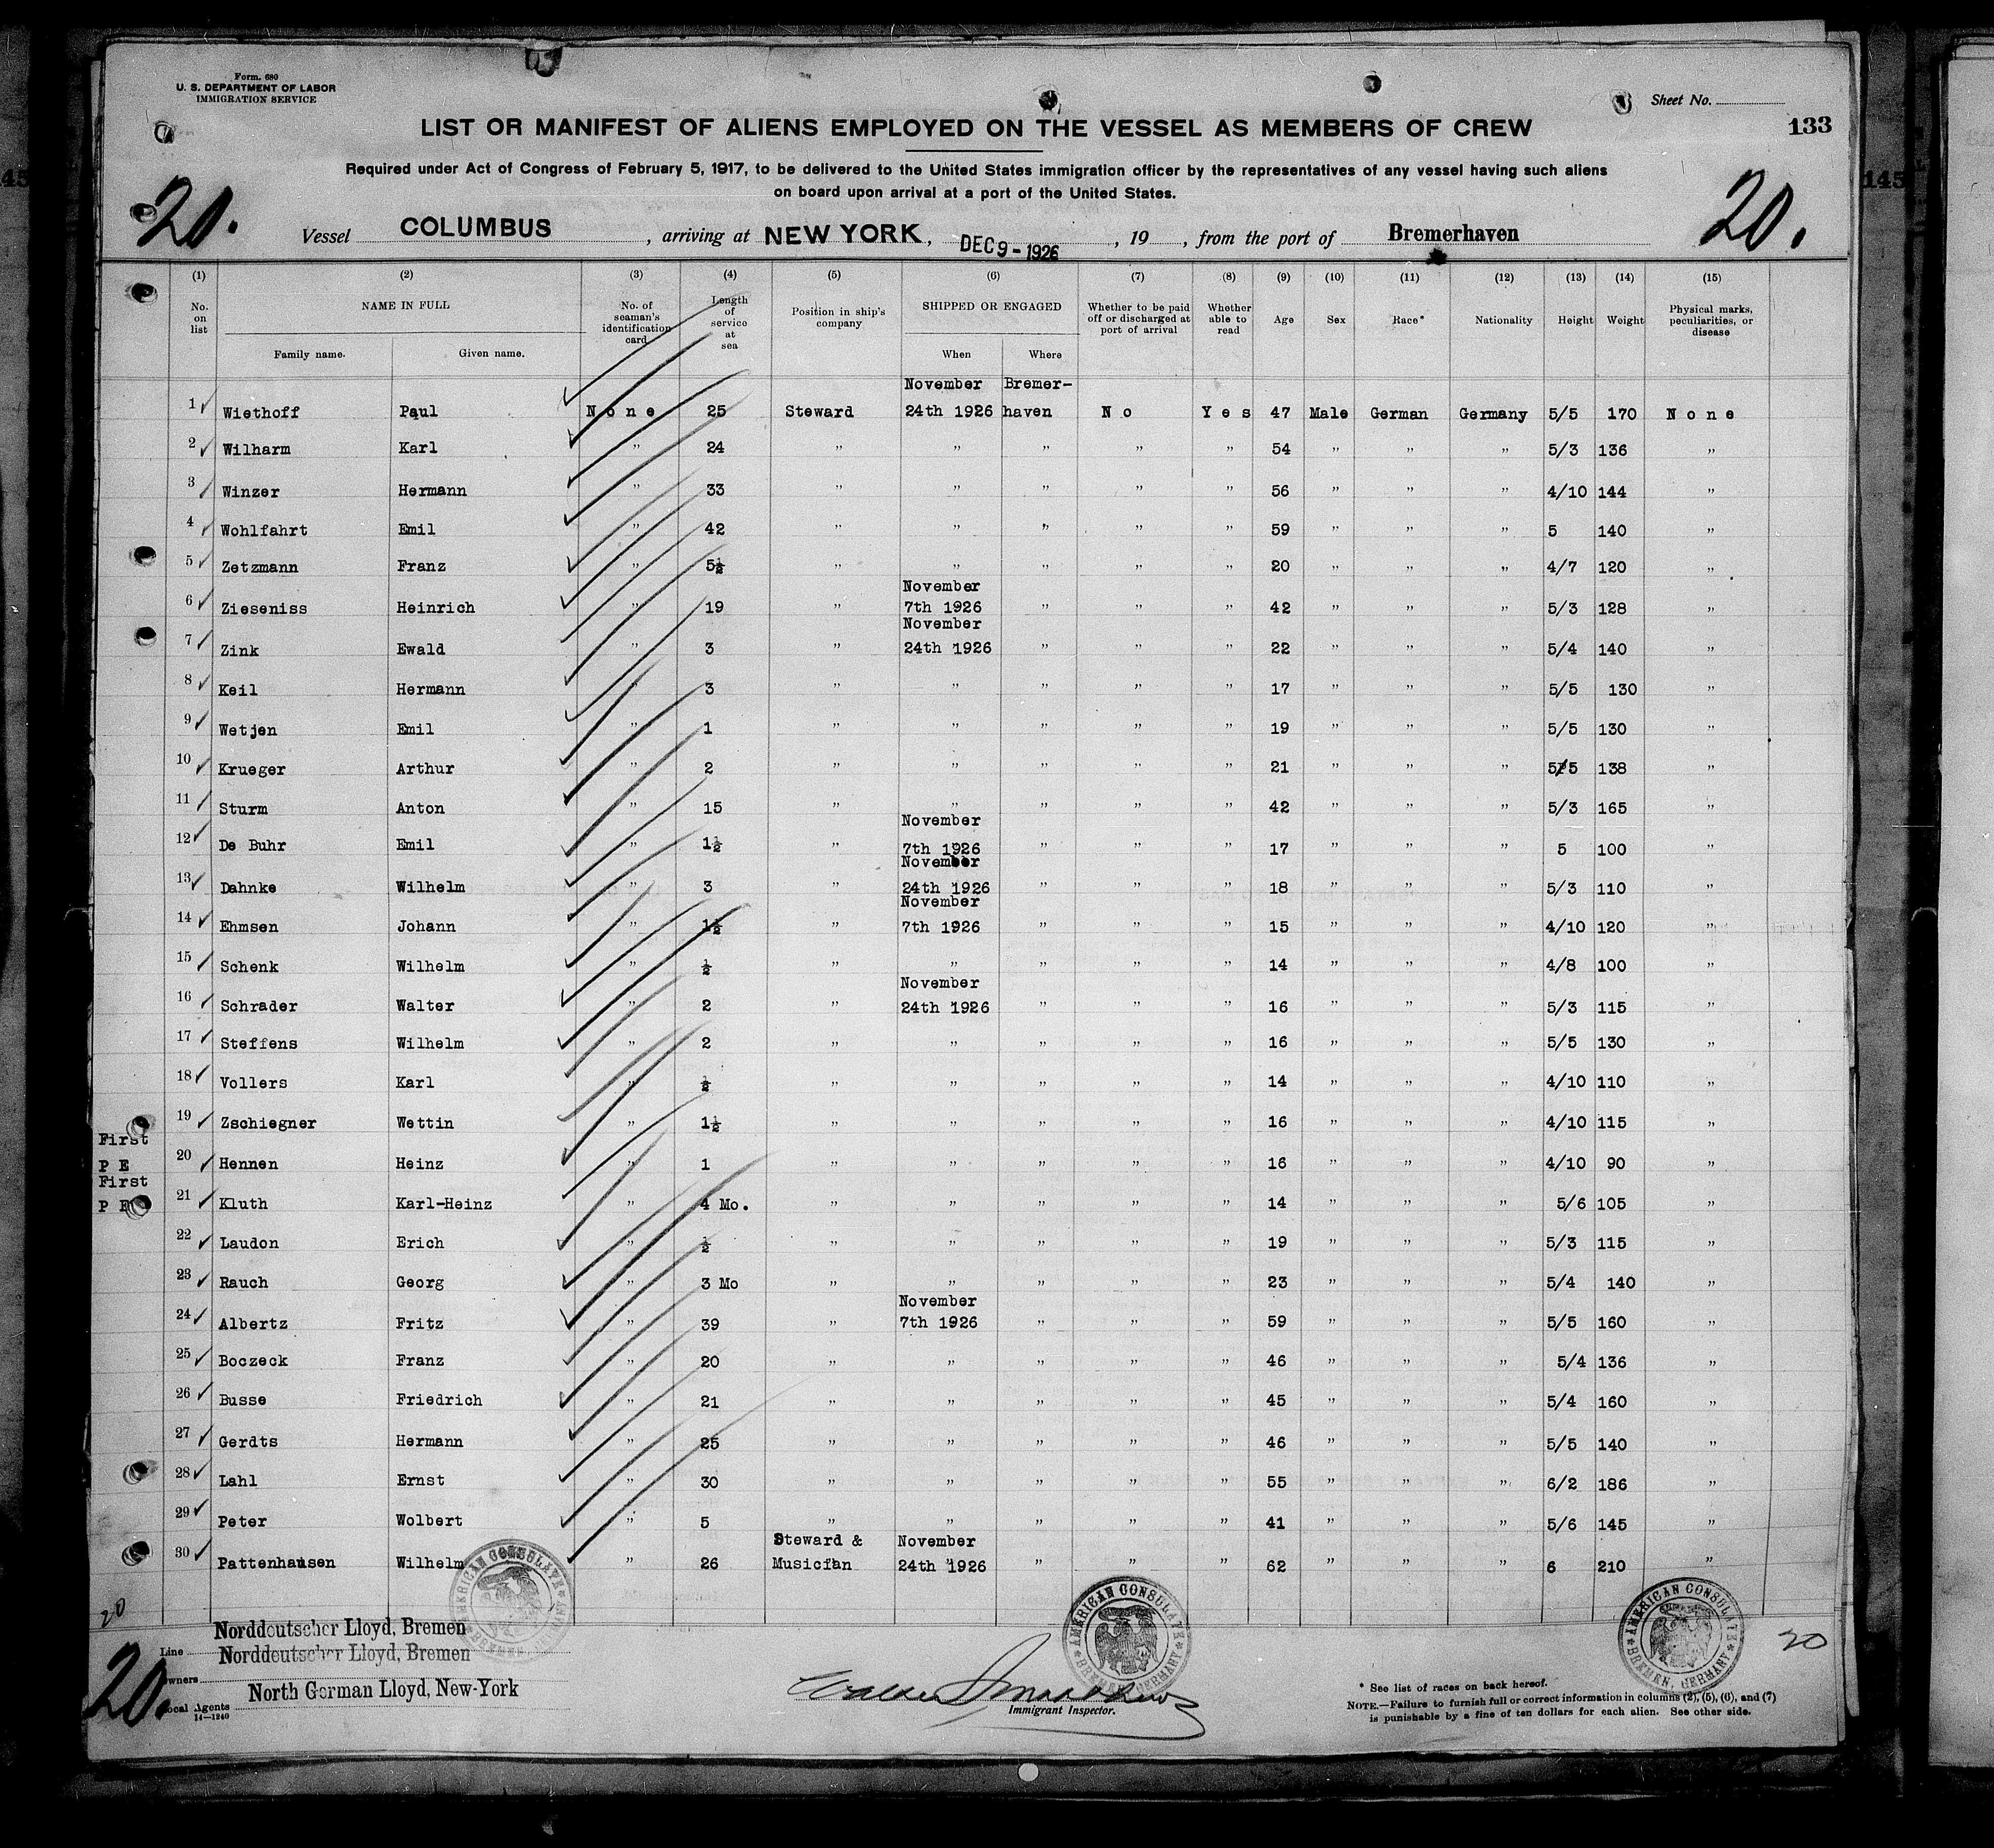 Form. 680
U. S. DEPARTMENT OF LABOR
IMMIGRATION SERVICE
Sheet No.
133
LIST OR MANIFEST OF ALIENS EMPLOYED ON THE VESSEL AS MEMBERS OF CREW
Required under Act of Congress of February 5, 1917, to be delivered to the United States immigration officer by the representatives of any vessel having such aliens
on board upon arrival at a port of the United States.
20. 20.
Vessel COLUMBUS, arriving at NEW YORK, DEC 9 - 1926, 19 , from the port of Bremerhaven
145
(1) (2) (3) (4) (5) (6) (7) (8) (9) (10) (11) (12) (13) (14) (15)
No. on list NAME IN FULL Family name. Given name. No. of seaman's identification card Length of service at sea Position in ship's company SHIPPED OR ENGAGED When Where Whether to be paid off or discharged at port of arrival Whether able to read Age Sex Race* Nationality Height Weight Physical marks, peculiarities, or disease
November Bremer-
1 Wiethoff Paul None 25 Steward 24th 1926 haven No Yes 47 Male German Germany 5/5 170 None
2 Wilharm Karl " 24 " " " " " 54 " " " 5/3 136 "
3 Winzer Hermann " 33 " " " " " 56 " " " 4/10 144 "
4 Wohlfahrt Emil " 42 " " " " " 59 " " " 5 140 "
5 Zetzmann Franz " 5½ " " " " " 20 " " " 4/7 120 "
November
6 Zieseniss Heinrich " 19 " 7th 1926 " " " 42 " " " 5/3 128 "
November
7 Zink Ewald " 3 " 24th 1926 " " " 22 " " " 5/4 140 "
8 Keil Hermann " 3 " " " " " 17 " " " 5/5 130 "
9 Wetjen Emil " 1 " " " " " 19 " " " 5/5 130 "
10 Krueger Arthur " 2 " " " " " 21 " " " 5/5 138 "
11 Sturm Anton " 15 " " " " " 42 " " " 5/3 165 "
November
12 De Buhr Emil " 1½ " 7th 1926 " " " 17 " " " 5 100 "
November
13 Dahnke Wilhelm " 3 " 24th 1926 " " " 18 " " " 5/3 110 "
November
14 Ehmsen Johann " 1½ " 7th 1926 " " " 15 " " " 4/10 120 "
15 Schenk Wilhelm " ½ " " " " " 14 " " " 4/8 100 "
November
16 Schrader Walter " 2 " 24th 1926 " " " 16 " " " 5/3 115 "
17 Steffens Wilhelm " 2 " " " " " 16 " " " 5/5 130 "
18 Vollers Karl " ½ " " " " " 14 " " " 4/10 110 "
19 Zschiegner Wettin " 1½ " " " " " 16 " " " 4/10 115 "
First
P E 20 Hennen Heinz " 1 " " " " " 16 " " " 4/10 90 "
First
P E 21 Kluth Karl-Heinz " 4 Mo. " " " " " 14 " " " 5/6 105 "
22 Laudon Erich " ½ " " " " " 19 " " " 5/3 115 "
23 Rauch Georg " 3 Mo " " " " " 23 " " " 5/4 140 "
November
24 Albertz Fritz " 39 " 7th 1926 " " " 59 " " " 5/5 160 "
25 Boczeck Franz " 20 " " " " " 46 " " " 5/4 136 "
26 Busse Friedrich " 21 " " " " " 45 " " " 5/4 160 "
27 Gerdts Hermann " 25 " " " " " 46 " " " 5/5 140 "
28 Lahl Ernst " 30 " " " " " 55 " " " 6/2 186 "
29 Peter Wolbert " 5 " " " " " 41 " " " 5/6 145 "
Steward & November
30 Pattenhausen Wilhelm " 26 Musician 24th 1926 " " " 62 " " " 6 210 "
AMERICAN CONSULATE BREMEN, GERMANY
AMERICAN CONSULATE BREMEN, GERMANY
AMERICAN CONSULATE BREMEN, GERMANY
20
Norddeutscher Lloyd, Bremen
Line Norddeutscher Lloyd, Bremen
20
20. Owners
Local Agents North German Lloyd, New-York
14-1240
Immigrant Inspector.
* See list of races on back hereof.
NOTE.—Failure to furnish full or correct information in columns (2), (5), (6), and (7)
is punishable by a fine of ten dollars for each alien. See other side.